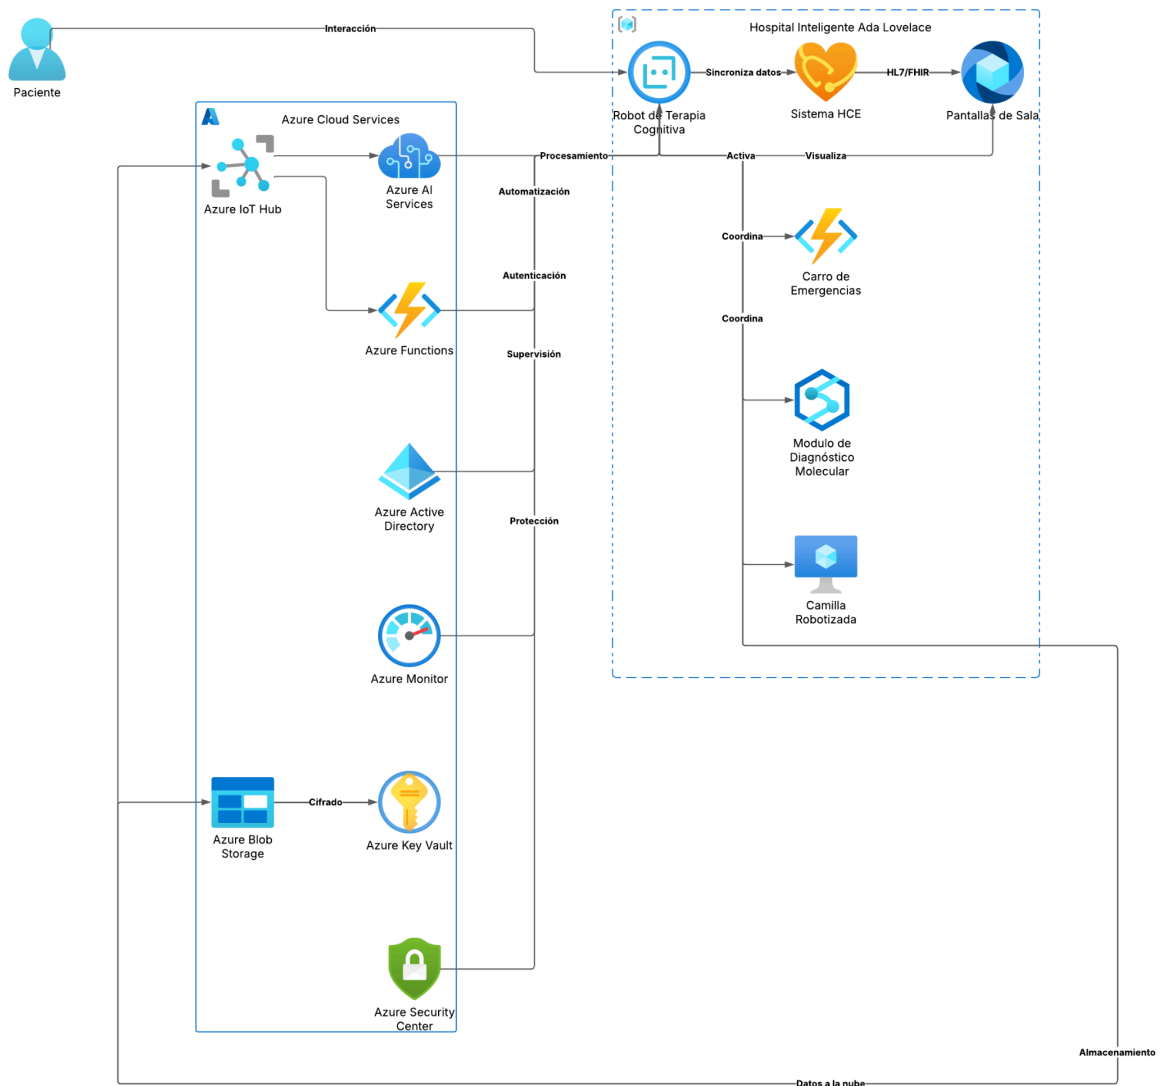 Hospital Inteligente Ada Lovelace
Interacción
Paciente
Sincroniza datos
HL7/FHIR
Robot de Terapia
Cognitiva
Sistema HCE
Pantallas de Sala
Azure Cloud Services
Procesamiento
Activa
Visualiza
Azure IoT Hub
Azure AI
Services
Automatización
Coordina
Carro de
Emergencias
Autenticación
Coordina
Azure Functions
Supervisión
Modulo de
Diagnóstico
Molecular
Azure Active
Directory
Protección
Camilla
Robotizada
Azure Monitor
Cifrado
Azure Blob
Storage
Azure Key Vault
Azure Security
Center
Almacenamiento
Datos a la nube